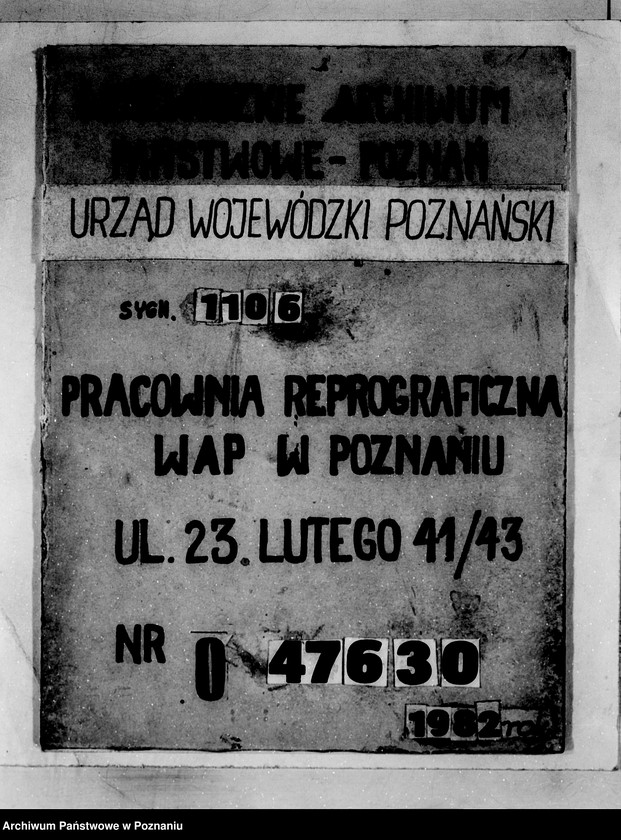 ARCHIWUM
PAŃSTWOWE - POZNAŃ
URZĄD WOJEWÓDZKI POZNAŃSKI
SYGN. 1106
PRACOWNIA REPROGRAFICZNA
WAP W POZNANIU
UL. 23. LUTEGO 41/43
NR 0 47630
1982 rok
Archiwum Państwowe w Poznaniu